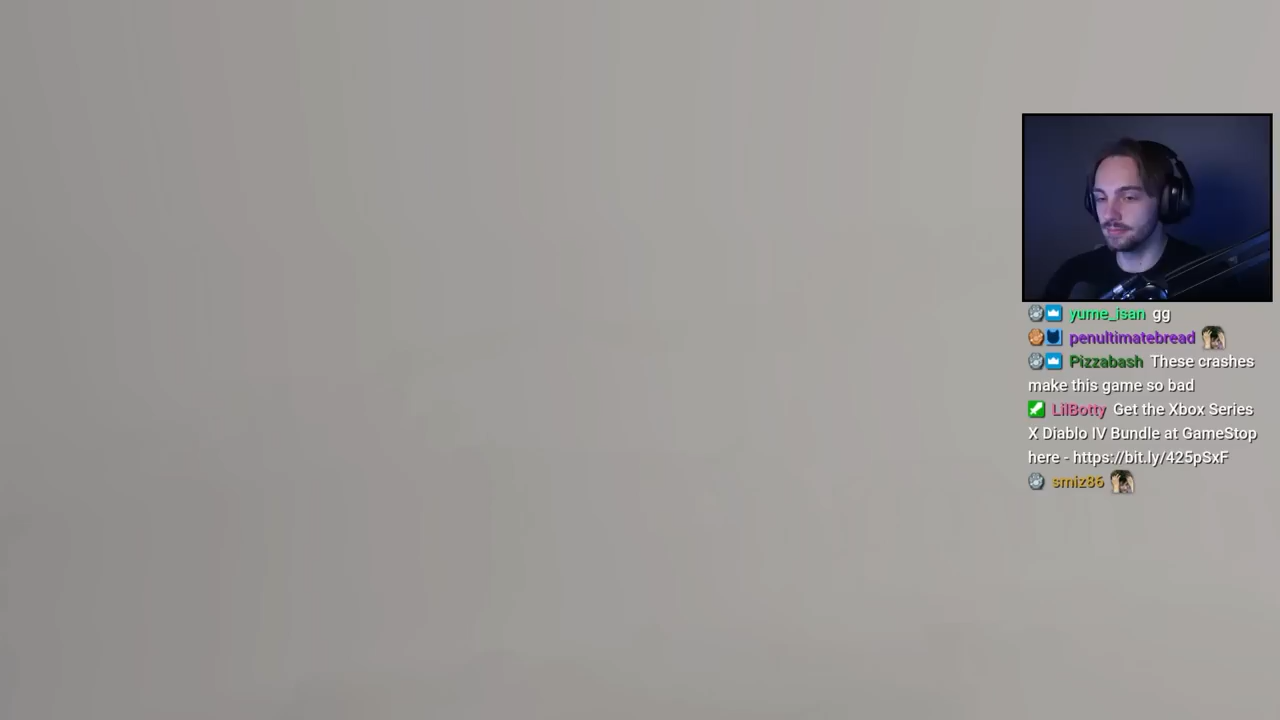 yume_isan gg
penultimatebread
Pizzabash These crashes
make this game so bad
LilBotty Get the Xbox Series
X Diablo IV Bundle at GameStop
here - https://bit.ly/425pSxF
smiz86